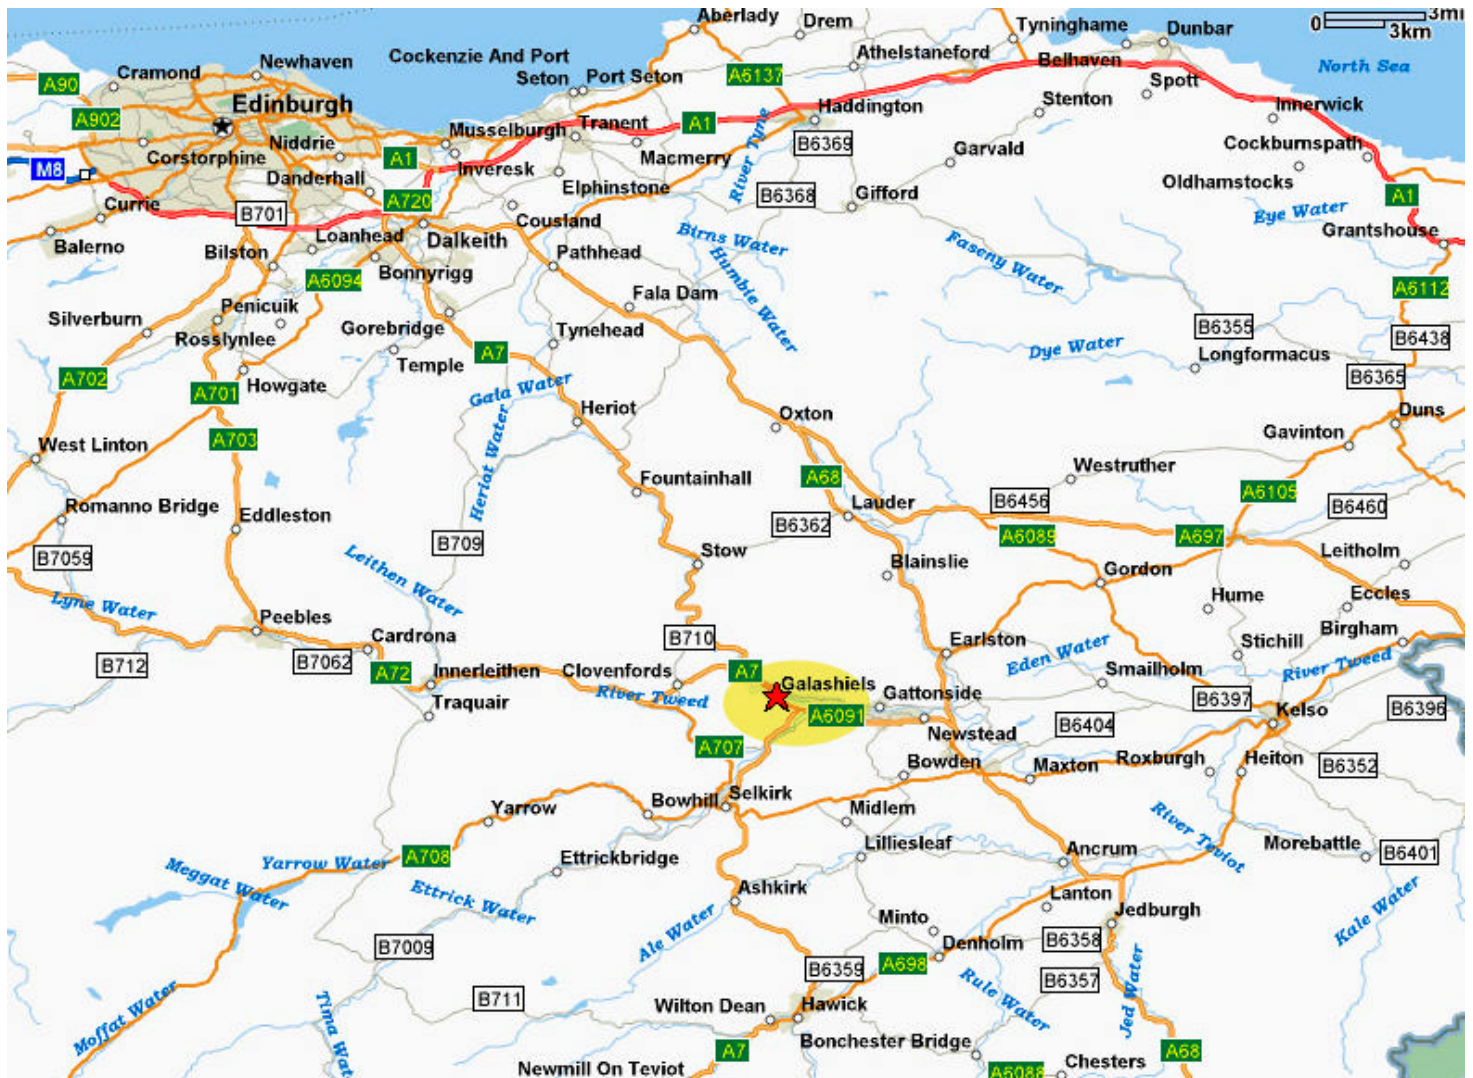 Aberlady
Drem
Tyninghame
Dunbar
0
3mi
3km
Cockenzie And Port
Seton
Port Seton
A6137
Athelstaneford
Belhaven
North Sea
Newhaven
Cramond
A90
Edinburgh
A902
Spott
Stenton
Innerwick
Haddington
Musselburgh
Tranent
A1
River Tyne
B6369
Niddrie
Corstorphine
A1
Macmerry
Garvald
Cockburnspath
M8
Inveresk
Danderhall
Elphinstone
B6368
Gifford
Oldhamstocks
A1
Currie
B701
A720
Cousland
Eye Water
Balerno
Loanhead
Dalkeith
Birns Water
Faseny Water
Grantshouse
Bilston
Bonnyrigg
Pathhead
Humbie Water
A6094
Fala Dam
A6112
Penicuik
Silverburn
Rosslynlee
Gorebridge
Tynehead
B6355
B6438
Temple
A7
Dye Water
Longformacus
A702
A701
Howgate
Gala Water
B6365
Heriot
Oxton
Duns
West Linton
A703
Heriot Water
Gavinton
Fountainhall
A68
Westruther
Romanno Bridge
Eddleston
Lauder
B6456
A6105
B6460
B6362
A6089
A697
B7059
B709
Stow
Leitholm
Leithen Water
Blainslie
Gordon
Lyne Water
Hume
Eccles
Peebles
Cardrona
B710
Earlston
Stichill
Birgham
B712
B7062
A72
Innerleithen
Clovenfords
A7
Eden Water
Smailholm
River Tweed
Galashiels
Gattonside
River Tweed
Traquair
A6091
B6397
Kelso
B6396
Newstead
B6404
A707
Bowden
Maxton
Roxburgh
Heiton
B6352
Yarrow
Bowhill
Selkirk
Midlem
River Teviot
Lilliesleaf
Morebattle
B6401
Yarrow Water
A708
Ettrickbridge
Ancrum
Meggat Water
Ettrick Water
Ashkirk
Lanton
Jedburgh
Kale Water
Ale Water
Minto
B7009
Denholm
B6358
B6359
A698
B6357
Moffat Water
B711
Rule Water
Jed Water
Tima Wat
Wilton Dean
Hawick
A7
Bonchester Bridge
A68
Newmill On Teviot
A6088
Chesters